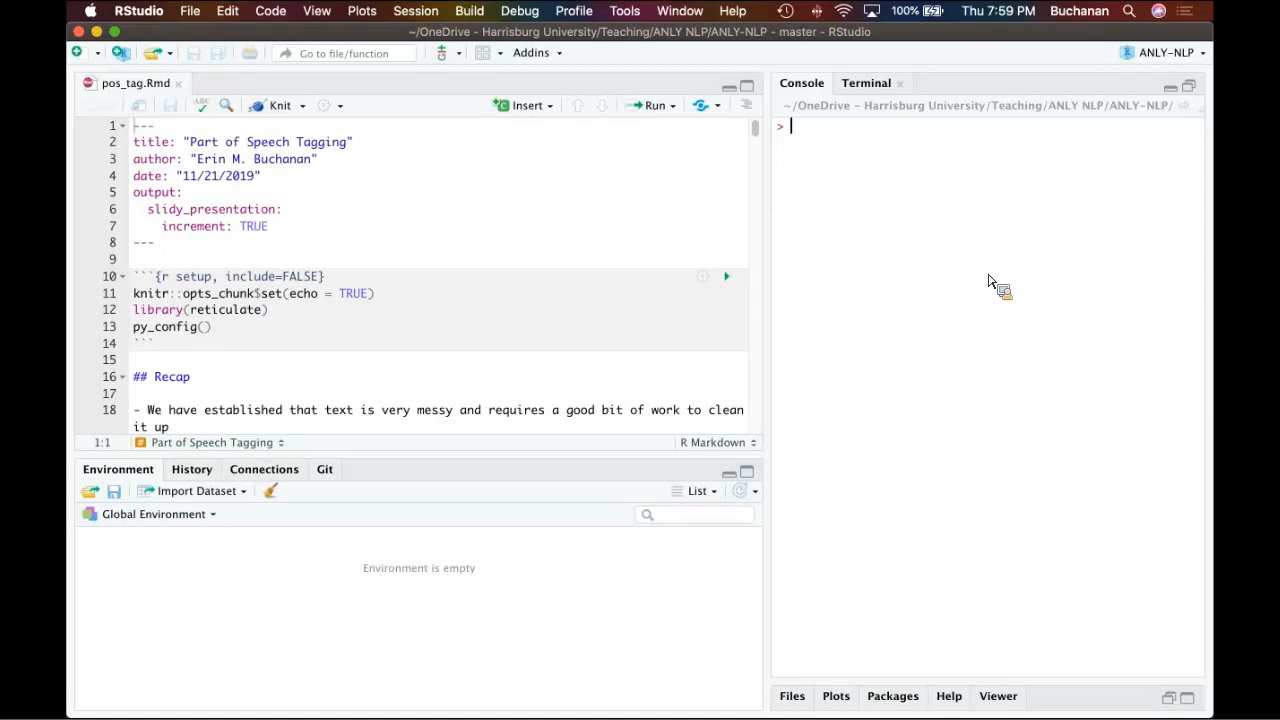 RStudio File Edit Code View Plots Session Build Debug Profile Tools Window Help 100% Thu 7:59 PM Buchanan
~/OneDrive - Harrisburg University/Teaching/ANLY NLP/ANLY-NLP - master - RStudio
Go to file/function Addins ANLY-NLP
pos_tag.Rmd
ABC Knit Insert Run
1 ---
2 title: "Part of Speech Tagging"
3 author: "Erin M. Buchanan"
4 date: "11/21/2019"
5 output:
6 slidy_presentation:
7 increment: TRUE
8 ---
9
10 ```{r setup, include=FALSE}
11 knitr::opts_chunk$set(echo = TRUE)
12 library(reticulate)
13 py_config()
14 ```
15
16 ## Recap
17
18 - We have established that text is very messy and requires a good bit of work to clean
it up
1:1 # Part of Speech Tagging R Markdown
Environment History Connections Git
Import Dataset List
Global Environment
Environment is empty
Console Terminal
~/OneDrive - Harrisburg University/Teaching/ANLY NLP/ANLY-NLP/
>
Files Plots Packages Help Viewer